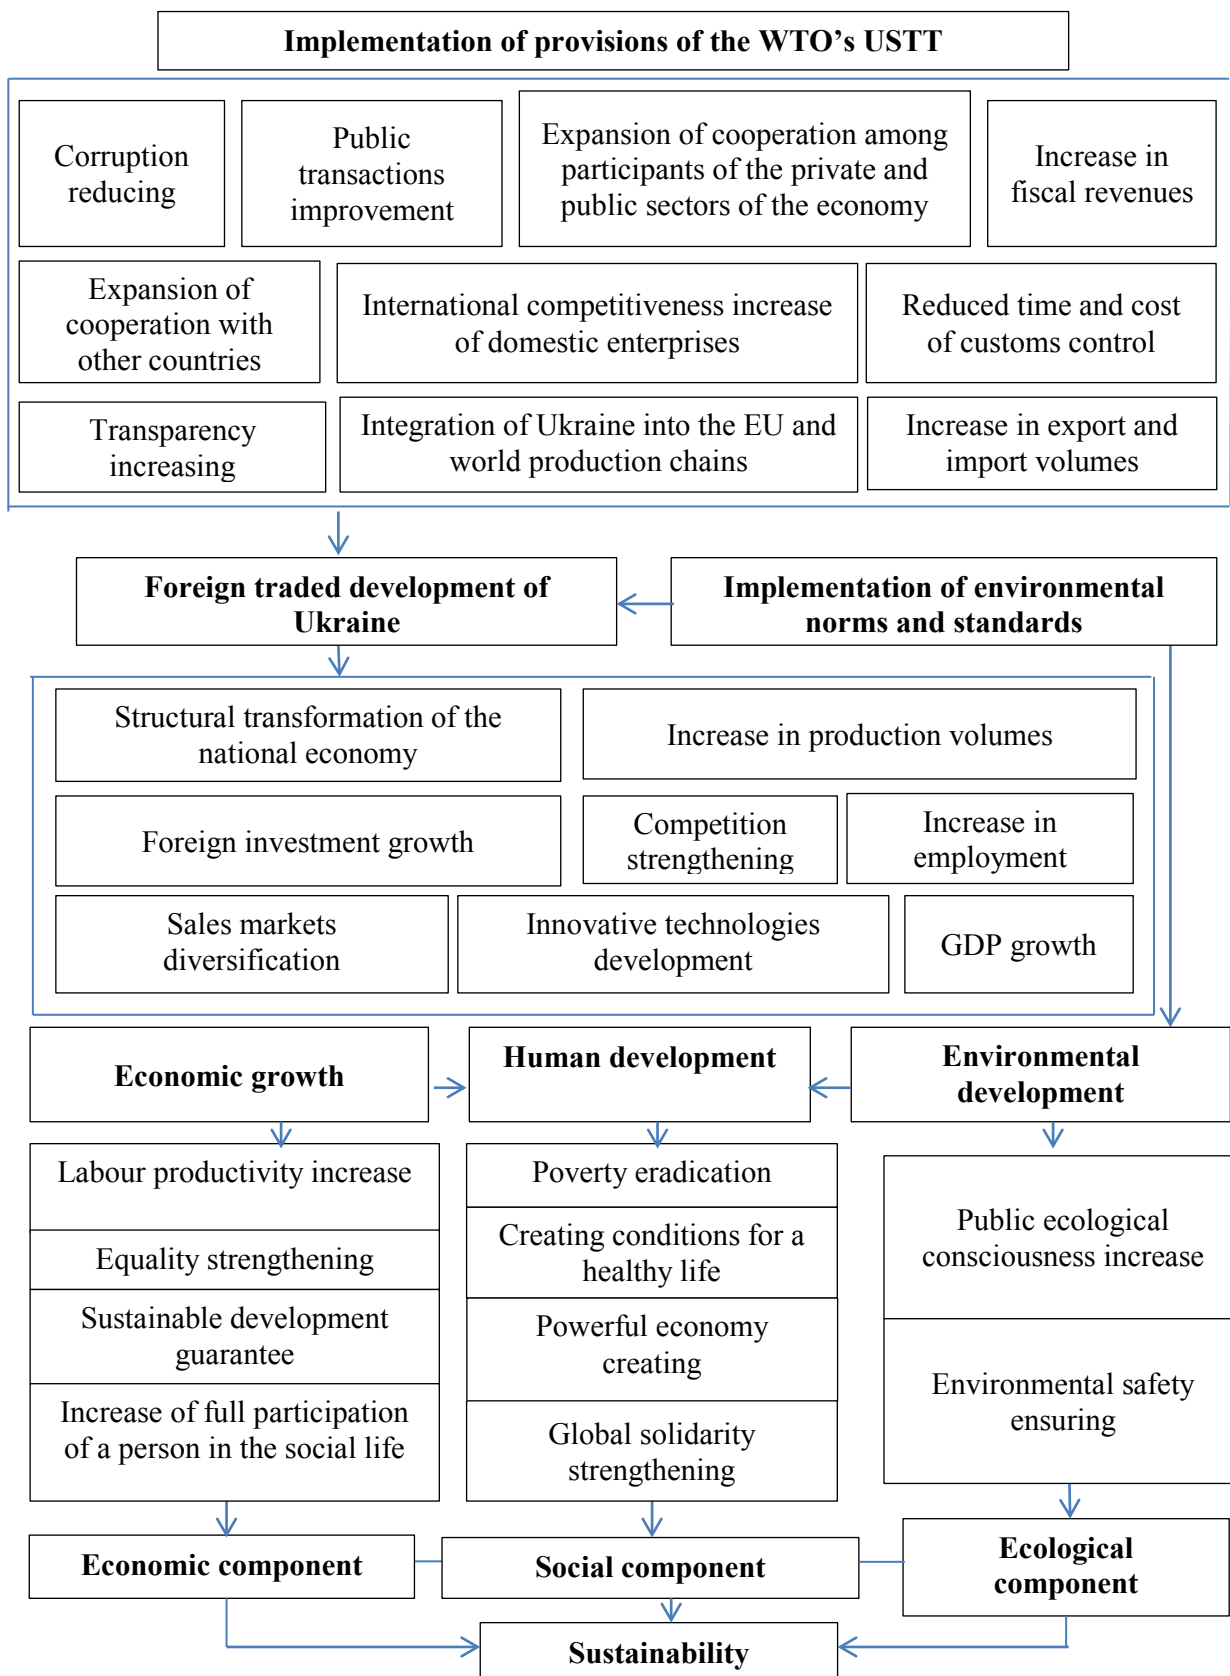 Implementation of provisions of the WTO's USTT
Corruption
reducing
Public
transactions
improvement
Expansion of cooperation among
participants of the private and
public sectors of the economy
Increase in
fiscal revenues
Expansion of
cooperation with
other countries
International competitiveness increase
of domestic enterprises
Reduced time and cost
of customs control
Transparency
increasing
Integration of Ukraine into the EU and
world production chains
Increase in export and
import volumes
Foreign traded development of
Ukraine
Implementation of environmental
norms and standards
Structural transformation of the
national economy
Increase in production volumes
Foreign investment growth
Competition
strengthening
Increase in
employment
Sales markets
diversification
Innovative technologies
development
GDP growth
Economic growth
Human development
Environmental
development
Labour productivity increase
Equality strengthening
Sustainable development
guarantee
Increase of full participation
of a person in the social life
Poverty eradication
Creating conditions for a
healthy life
Powerful economy
creating
Global solidarity
strengthening
Public ecological
consciousness increase
Environmental safety
ensuring
Economic component
Social component
Ecological
component
Sustainability